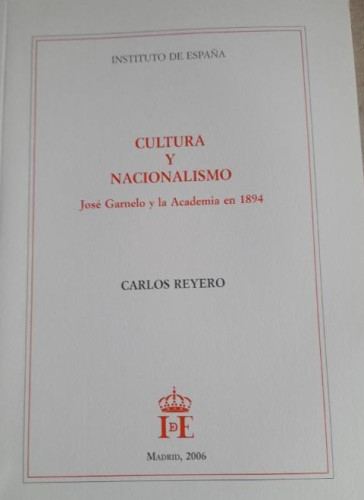 INSTITUTO DE ESPAÑA
CULTURA
Y
NACIONALISMO
José Garnelo y la Academia en 1894
CARLOS REYERO
IDE
MADRID, 2006